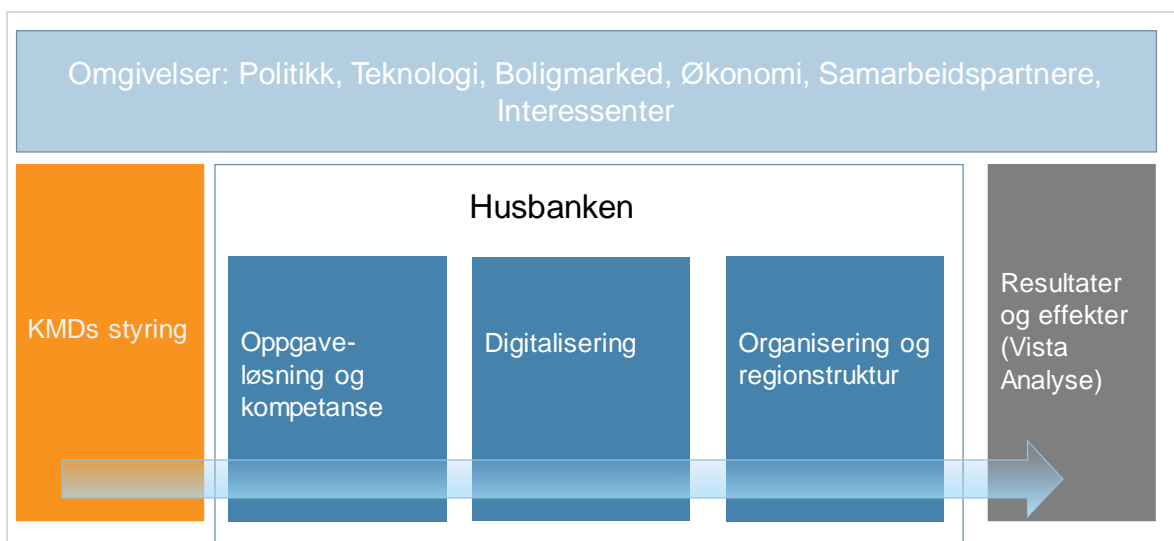 Omgivelser: Politikk, Teknologi, Boligmarked, Økonomi, Samarbeidspartnere,
Interessenter
KMDs styring
Husbanken
Oppgave-
løsning og
kompetanse
Digitalisering
Organisering og
regionstruktur
Resultater
og effekter
(Vista
Analyse)